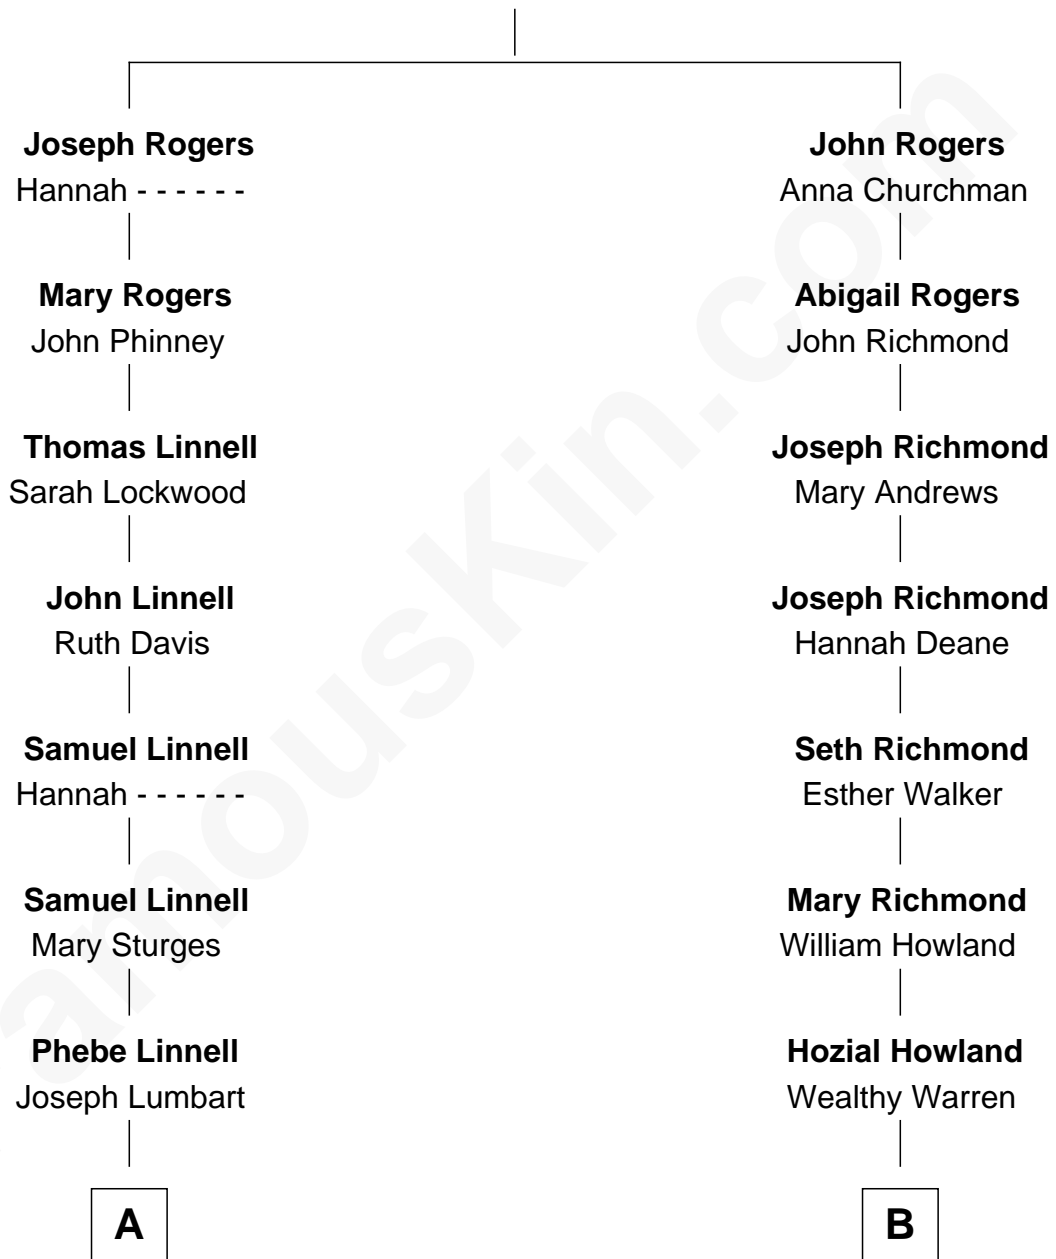 Joseph Rogers
Hannah - - - - - -
Mary Rogers
John Phinney
Thomas Linnell
Sarah Lockwood
John Linnell
Ruth Davis
Samuel Linnell
Hannah - - - - - -
Samuel Linnell
Mary Sturges
Phebe Linnell
Joseph Lumbart
A
John Rogers
Anna Churchman
Abigail Rogers
John Richmond
Joseph Richmond
Mary Andrews
Joseph Richmond
Hannah Deane
Seth Richmond
Esther Walker
Mary Richmond
William Howland
Hozial Howland
Wealthy Warren
B
amouskin.com